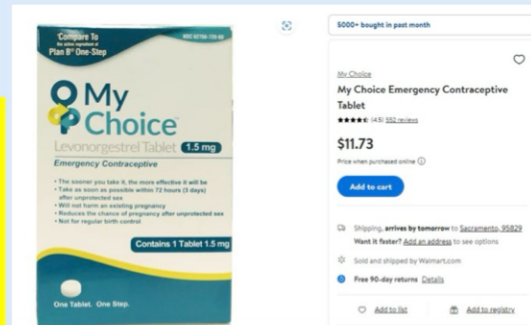 Compare To
the active ingredient of
Plan B® One-Step
My
Choice™
Levonorgestrel Tablet 1.5 mg
Emergency Contraceptive
• The sooner you take it, the more effective it will be
• Take as soon as possible within 72 hours (3 days)
after unprotected sex
• Will not harm an existing pregnancy
• Reduces the chance of pregnancy after unprotected sex
• Not for regular birth control
Contains 1 Tablet 1.5 mg
One Tablet. One Step.
5000+ bought in past month
My Choice
My Choice Emergency Contraceptive
Tablet
(4.5) 552 reviews
$11.73
Price when purchased online
Add to cart
Shipping, arrives by tomorrow to Sacramento, 95829
Want it faster? Add an address to see options
Sold and shipped by Walmart.com
Free 90-day returns Details
Add to list
Add to registry